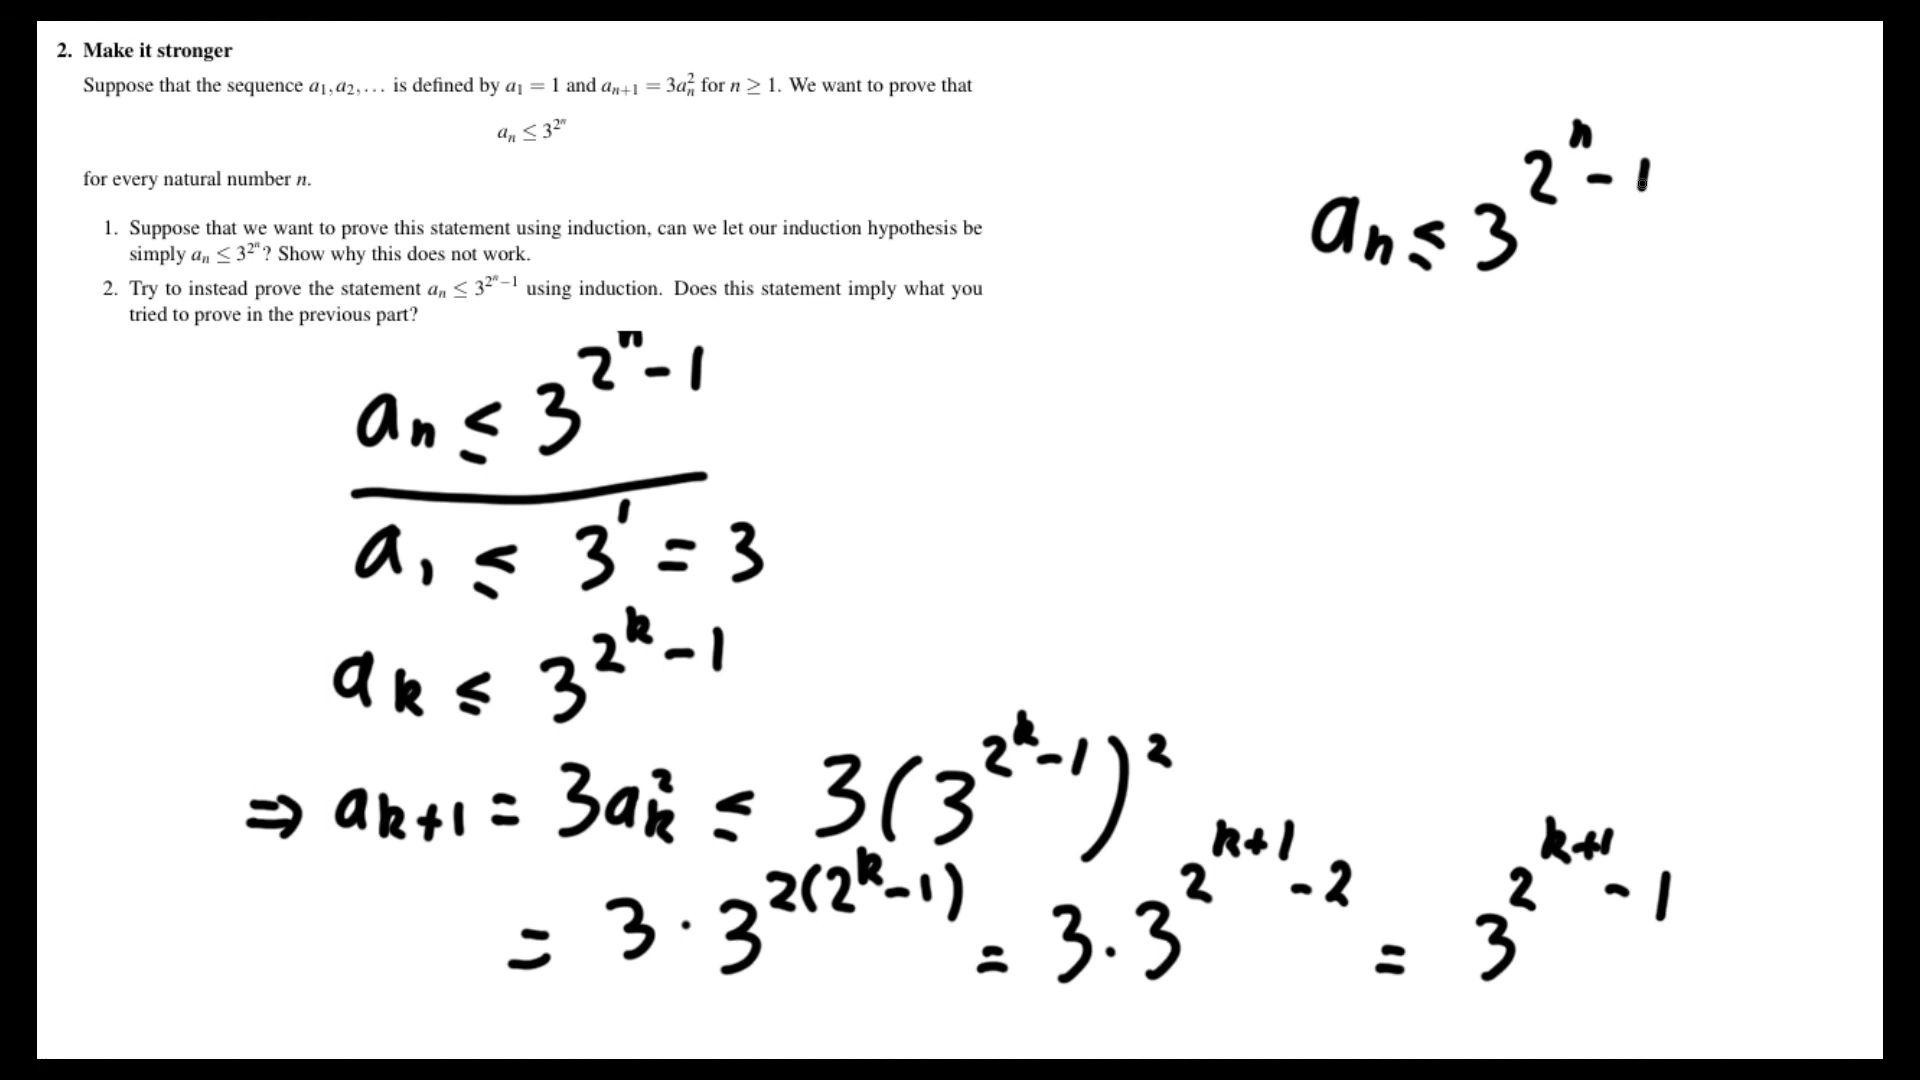 2. Make it stronger
Suppose that the sequence a₁,a₂,… is defined by a₁ = 1 and aₙ₊₁ = 3aₙ² for n ≥ 1. We want to prove that
aₙ ≤ 3^{2^n}
for every natural number n.
1. Suppose that we want to prove this statement using induction, can we let our induction hypothesis be
simply aₙ ≤ 3^{2^n}? Show why this does not work.
2. Try to instead prove the statement aₙ ≤ 3^{2^n−1} using induction. Does this statement imply what you
tried to prove in the previous part?
aₙ ≤ 3^{2^n-1}
aₙ ≤ 3^{2^n-1}
a₁ ≤ 3^1 = 3
a_k ≤ 3^{2^k-1}
⇒ a_{k+1} = 3a_k² ≤ 3(3^{2^k-1})²
= 3·3^{2(2^k-1)} = 3·3^{2^{k+1}-2} = 3^{2^{k+1}-1}